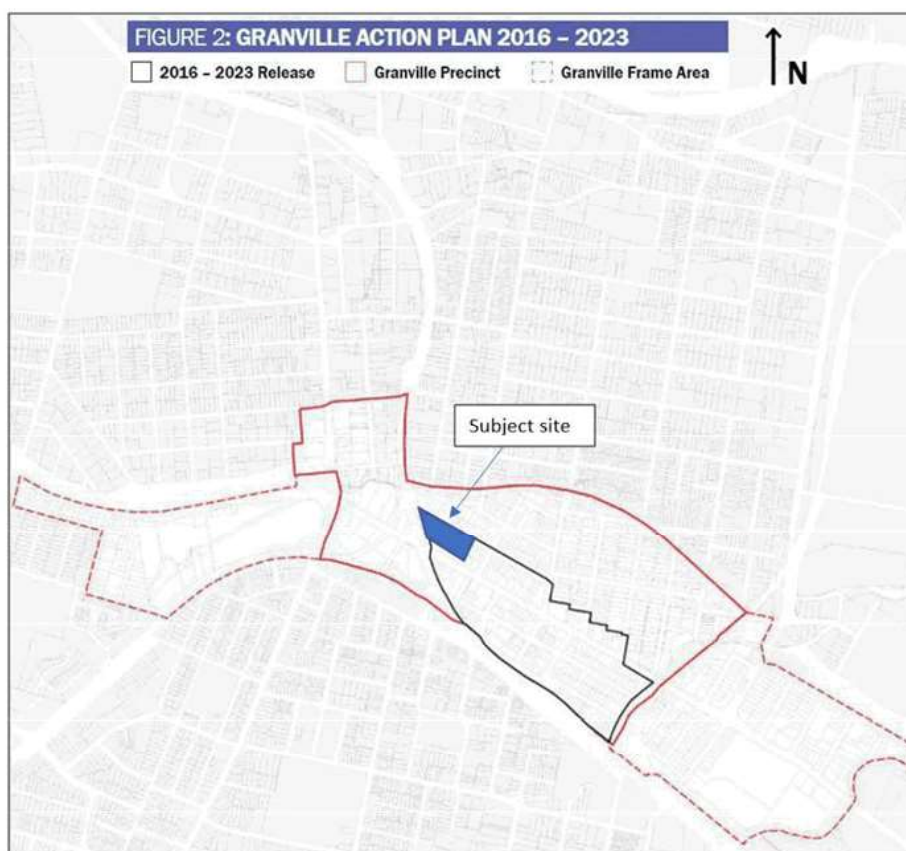 FIGURE 2: GRANVILLE ACTION PLAN 2016 – 2023
2016 – 2023 Release Granville Precinct Granville Frame Area
N
Subject site